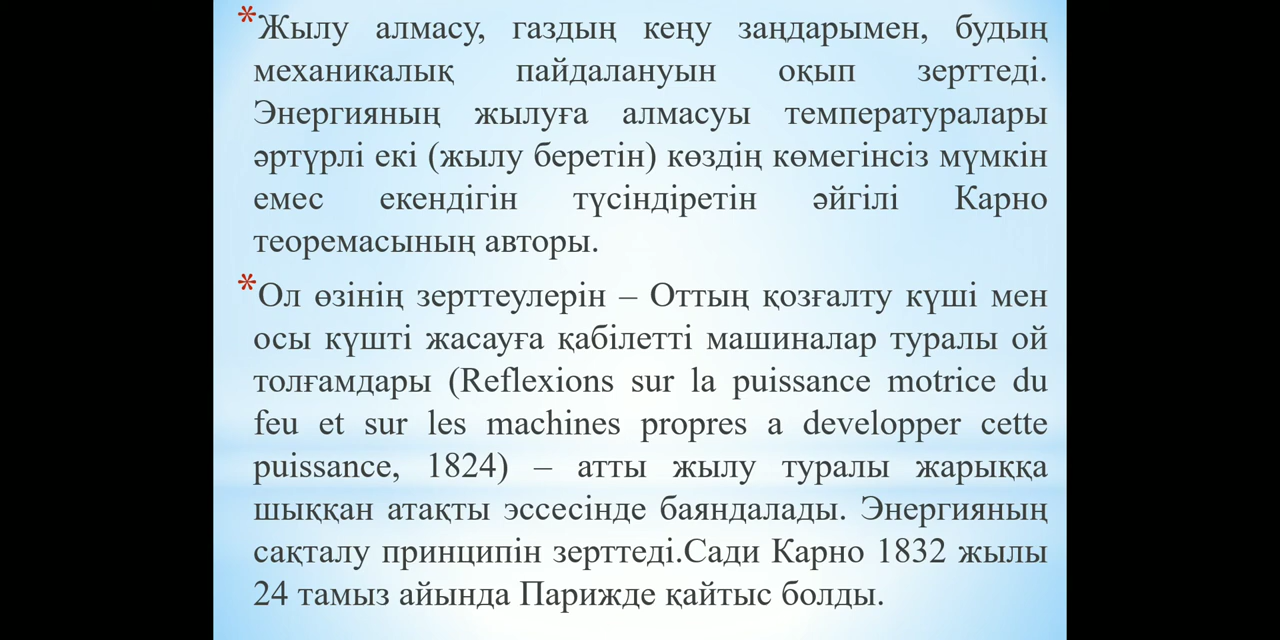 *Жылу алмасу, газдың кеңу заңдарымен, будың
механикалық пайдалануын оқып зерттеді.
Энергияның жылуға алмасуы температуралары
әртүрлі екі (жылу беретін) көздің көмегінсіз мүмкін
емес екендігін түсіндіретін әйгілі Карно
теоремасының авторы.
*Ол өзінің зерттеулерін – Оттың қозғалту күші мен
осы күшті жасауға қабілетті машиналар туралы ой
толғамдары (Reflexions sur la puissance motrice du
feu et sur les machines propres a developper cette
puissance, 1824) – атты жылу туралы жарыққа
шыққан атақты эссесінде баяндалады. Энергияның
сақталу принципін зерттеді.Сади Карно 1832 жылы
24 тамыз айында Парижде қайтыс болды.